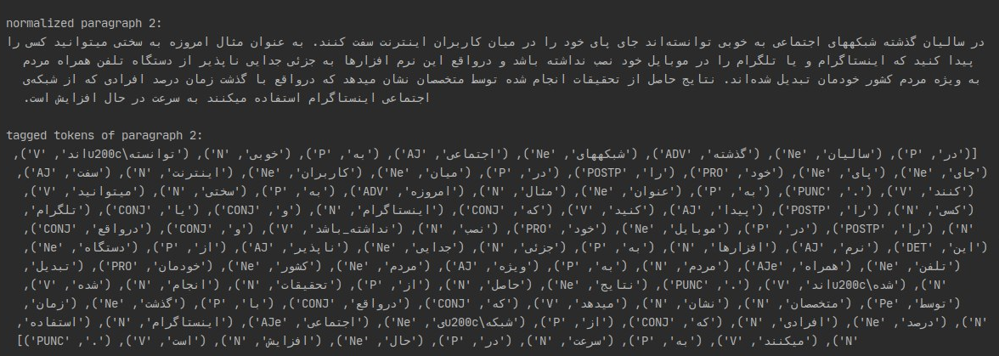 normalized paragraph 2:
در سالیان گذشته شبکههای اجتماعی به خوبی توانسته‌اند جای پای خود را در میان کاربران اینترنت سفت کنند. به عنوان مثال امروزه به سختی میتوانید کسی را
پیدا کنید که اینستاگرام و یا تلگرام را در موبایل خود نصب نداشته باشد و درواقع این نرم افزارها به جزئی جدایی ناپذیر از دستگاه تلفن همراه مردم
به ویژه مردم کشور خودمان تبدیل شده‌اند. نتایج حاصل از تحقیقات انجام شده توسط متخصصان نشان میدهد که درواقع با گذشت زمان درصد افرادی که از شبکه‌ی
اجتماعی اینستاگرام استفاده میکنند به سرعت در حال افزایش است.
tagged tokens of paragraph 2:
[('در', 'P'), ('سالیان', 'Ne'), ('گذشته', 'ADV'), ('شبکههای', 'Ne'), ('اجتماعی', 'AJ'), ('به', 'P'), ('خوبی', 'N'), ('توانسته\u200cاند', 'V'),
('جای', 'Ne'), ('پای', 'Ne'), ('خود', 'PRO'), ('را', 'POSTP'), ('در', 'P'), ('میان', 'Ne'), ('کاربران', 'Ne'), ('اینترنت', 'N'), ('سفت', 'AJ'),
('کنند', 'V'), ('.', 'PUNC'), ('به', 'P'), ('عنوان', 'Ne'), ('مثال', 'N'), ('امروزه', 'ADV'), ('به', 'P'), ('سختی', 'N'), ('میتوانید', 'V'),
('کسی', 'N'), ('را', 'POSTP'), ('پیدا', 'AJ'), ('کنید', 'V'), ('که', 'CONJ'), ('اینستاگرام', 'N'), ('و', 'CONJ'), ('یا', 'CONJ'), ('تلگرام',
'N'), ('را', 'POSTP'), ('در', 'P'), ('موبایل', 'Ne'), ('خود', 'PRO'), ('نصب', 'N'), ('نداشته_باشد', 'V'), ('و', 'CONJ'), ('درواقع', 'CONJ'),
('این', 'DET'), ('نرم', 'AJ'), ('افزارها', 'N'), ('به', 'P'), ('جزئی', 'N'), ('جدایی', 'Ne'), ('ناپذیر', 'AJ'), ('از', 'P'), ('دستگاه', 'Ne'),
('تلفن', 'Ne'), ('همراه', 'AJe'), ('مردم', 'N'), ('به', 'P'), ('ویژه', 'AJ'), ('مردم', 'Ne'), ('کشور', 'Ne'), ('خودمان', 'PRO'), ('تبدیل',
'N'), ('شده\u200cاند', 'V'), ('.', 'PUNC'), ('نتایج', 'Ne'), ('حاصل', 'N'), ('از', 'P'), ('تحقیقات', 'N'), ('انجام', 'N'), ('شده', 'V'),
('توسط', 'Pe'), ('متخصصان', 'N'), ('نشان', 'N'), ('میدهد', 'V'), ('که', 'CONJ'), ('درواقع', 'CONJ'), ('با', 'P'), ('گذشت', 'Ne'), ('زمان',
'N'), ('درصد', 'Ne'), ('افرادی', 'N'), ('که', 'CONJ'), ('از', 'P'), ('شبکه\u200cی', 'Ne'), ('اجتماعی', 'AJe'), ('اینستاگرام', 'N'), ('استفاده',
'N'), ('میکنند', 'V'), ('به', 'P'), ('سرعت', 'N'), ('در', 'P'), ('حال', 'Ne'), ('افزایش', 'N'), ('است', 'V'), ('.', 'PUNC')]